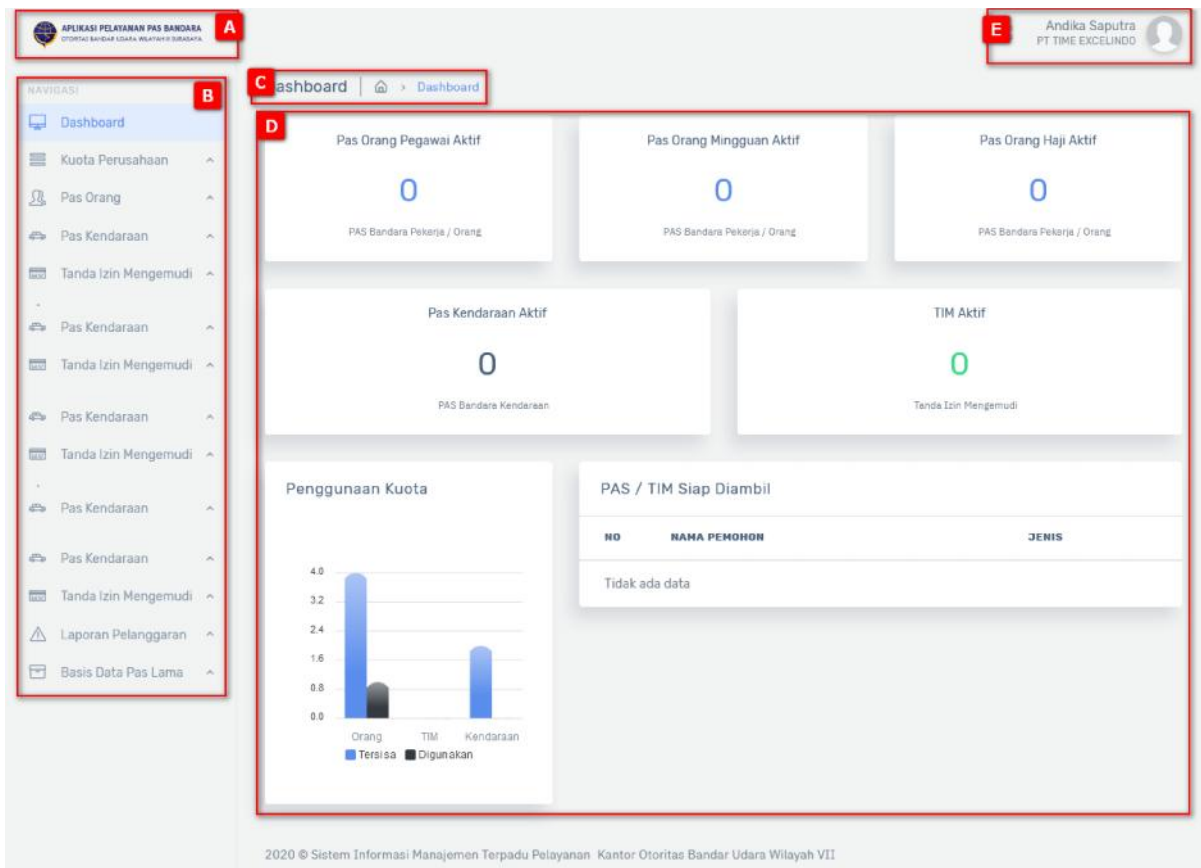 APLIKASI PELAYANAN PAS BANDARA
A
OTORITAS BANDAR UDARA WILAYAH III SURABAYA
E
Andika Saputra
PT TIME EXCELINDO
NAVIGASI
B
Dashboard
Kuota Perusahaan
Pas Orang
Pas Kendaraan
Tanda Izin Mengemudi
Pas Kendaraan
Tanda Izin Mengemudi
Pas Kendaraan
Tanda Izin Mengemudi
Pas Kendaraan
Pas Kendaraan
Tanda Izin Mengemudi
Laporan Pelanggaran
Basis Data Pas Lama
C
ashboard > Dashboard
D
Pas Orang Pegawai Aktif
0
PAS Bandara Pekerja / Orang
Pas Orang Mingguan Aktif
0
PAS Bandara Pekerja / Orang
Pas Orang Haji Aktif
0
PAS Bandara Pekerja / Orang
Pas Kendaraan Aktif
0
PAS Bandara Kendaraan
TIM Aktif
0
Tanda Izin Mengemudi
Penggunaan Kuota
4.0
3.2
2.4
1.6
0.8
0.0
Orang TIM Kendaraan
Tersisa Digunakan
PAS / TIM Siap Diambil
NO NAMA PEMOHON JENIS
Tidak ada data
2020 © Sistem Informasi Manajemen Terpadu Pelayanan Kantor Otoritas Bandar Udara Wilayah VII